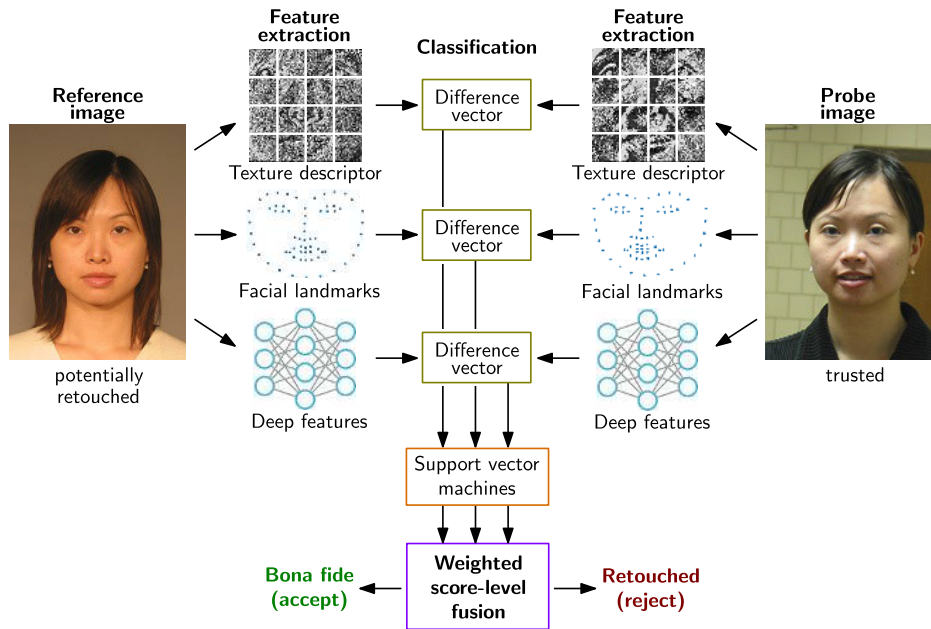 Feature
extraction
Classification
Feature
extraction
Reference
image
Difference
vector
Probe
image
Texture descriptor
Texture descriptor
Difference
vector
Facial landmarks
Facial landmarks
Difference
vector
potentially
retouched
trusted
Deep features
Deep features
Support vector
machines
Weighted
score-level
fusion
Bona fide
(accept)
Retouched
(reject)